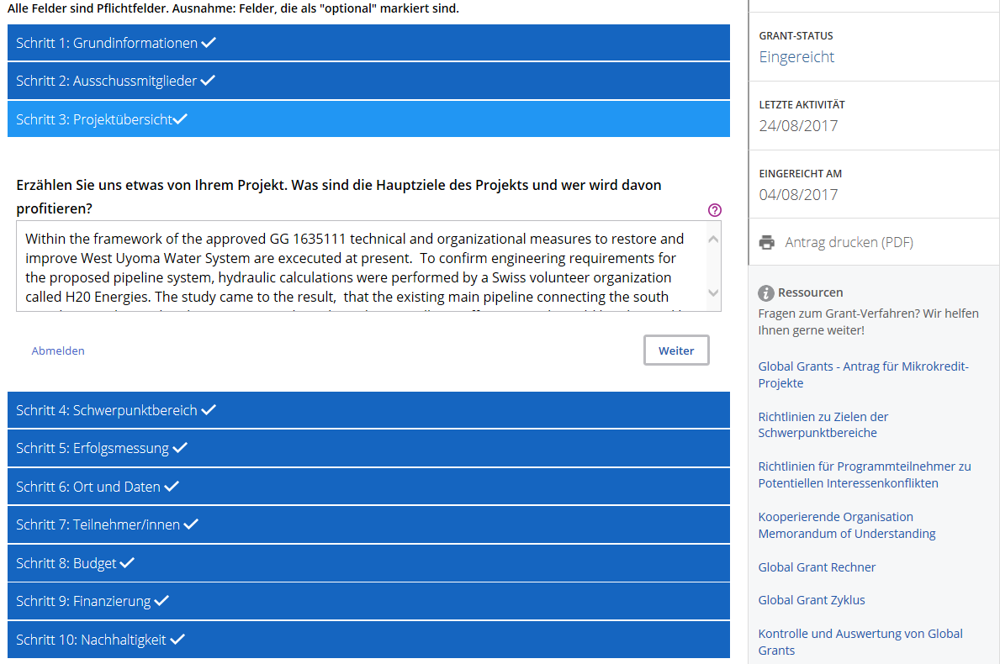 Alle Felder sind Pflichtfelder. Ausnahme: Felder, die als "optional" markiert sind.
Schritt 1: Grundinformationen
Schritt 2: Ausschussmitglieder
Schritt 3: Projektübersicht
Erzählen Sie uns etwas von Ihrem Projekt. Was sind die Hauptziele des Projekts und wer wird davon
profitieren?
Within the framework of the approved GG 1635111 technical and organizational measures to restore and
improve West Uyoma Water System are excecuted at present.  To confirm engineering requirements for
the proposed pipeline system, hydraulic calculations were performed by a Swiss volunteer organization
called H20 Energies. The study came to the result,  that the existing main pipeline connecting the south
Abmelden
Weiter
Schritt 4: Schwerpunktbereich
Schritt 5: Erfolgsmessung
Schritt 6: Ort und Daten
Schritt 7: Teilnehmer/innen
Schritt 8: Budget
Schritt 9: Finanzierung
Schritt 10: Nachhaltigkeit
GRANT-STATUS
Eingereicht
LETZTE AKTIVITÄT
24/08/2017
EINGEREICHT AM
04/08/2017
Antrag drucken (PDF)
Ressourcen
Fragen zum Grant-Verfahren? Wir helfen
Ihnen gerne weiter!
Global Grants - Antrag für Mikrokredit-
Projekte
Richtlinien zu Zielen der
Schwerpunktbereiche
Richtlinien für Programmteilnehmer zu
Potentiellen Interessenkonflikten
Kooperierende Organisation
Memorandum of Understanding
Global Grant Rechner
Global Grant Zyklus
Kontrolle und Auswertung von Global
Grants